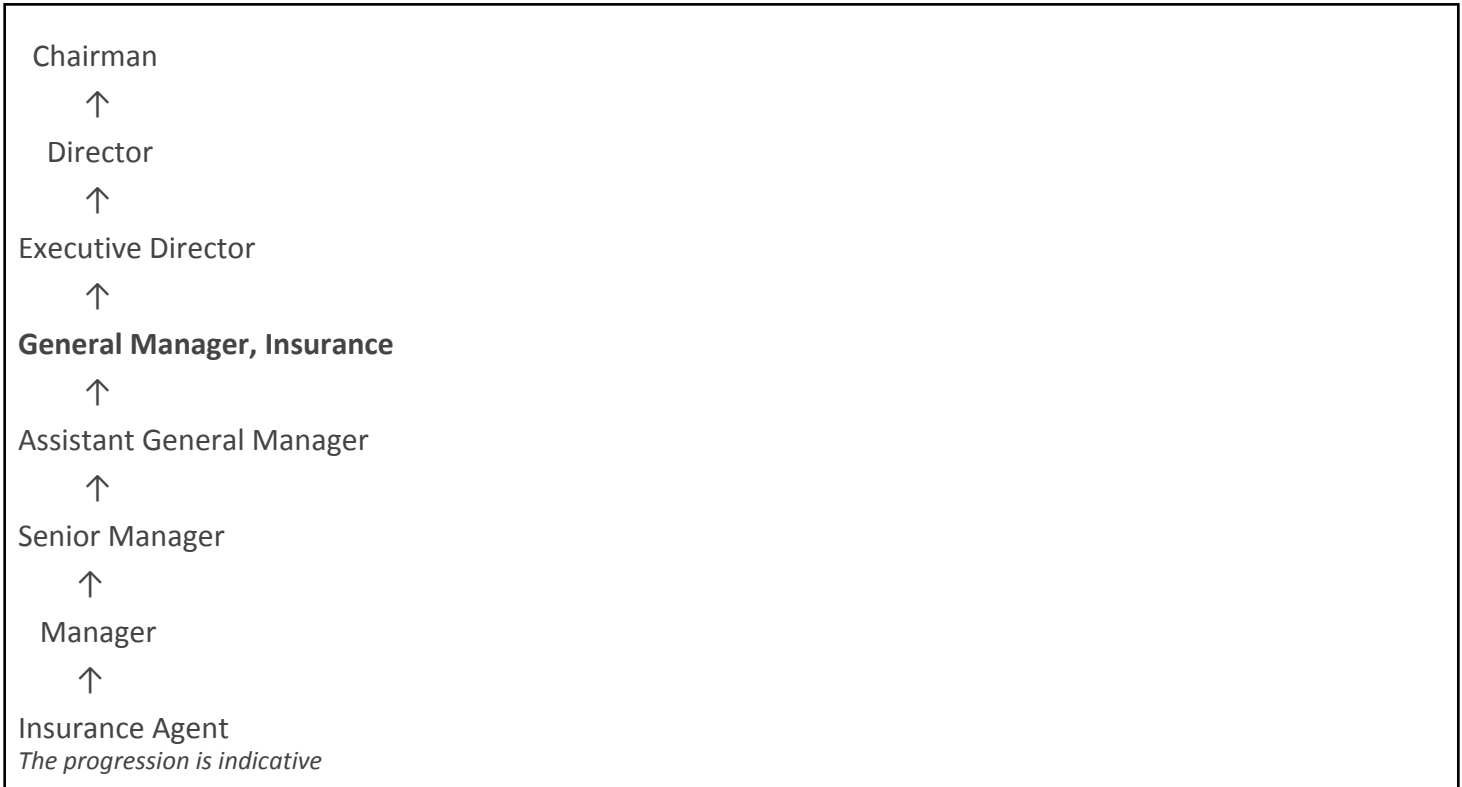 Chairman
↑
Director
↑
Executive Director
↑
General Manager, Insurance
↑
Assistant General Manager
↑
Senior Manager
↑
Manager
↑
Insurance Agent
The progression is indicative